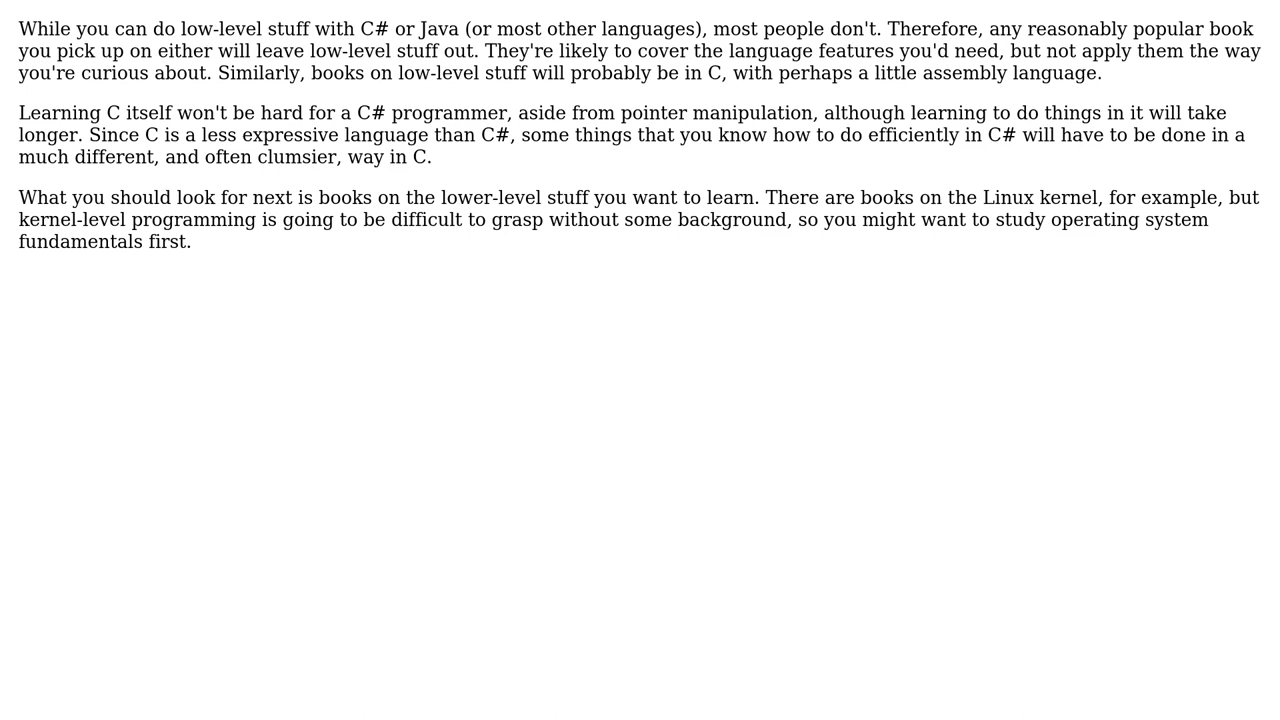 While you can do low-level stuff with C# or Java (or most other languages), most people don't. Therefore, any reasonably popular book
you pick up on either will leave low-level stuff out. They're likely to cover the language features you'd need, but not apply them the way
you're curious about. Similarly, books on low-level stuff will probably be in C, with perhaps a little assembly language.
Learning C itself won't be hard for a C# programmer, aside from pointer manipulation, although learning to do things in it will take
longer. Since C is a less expressive language than C#, some things that you know how to do efficiently in C# will have to be done in a
much different, and often clumsier, way in C.
What you should look for next is books on the lower-level stuff you want to learn. There are books on the Linux kernel, for example, but
kernel-level programming is going to be difficult to grasp without some background, so you might want to study operating system
fundamentals first.